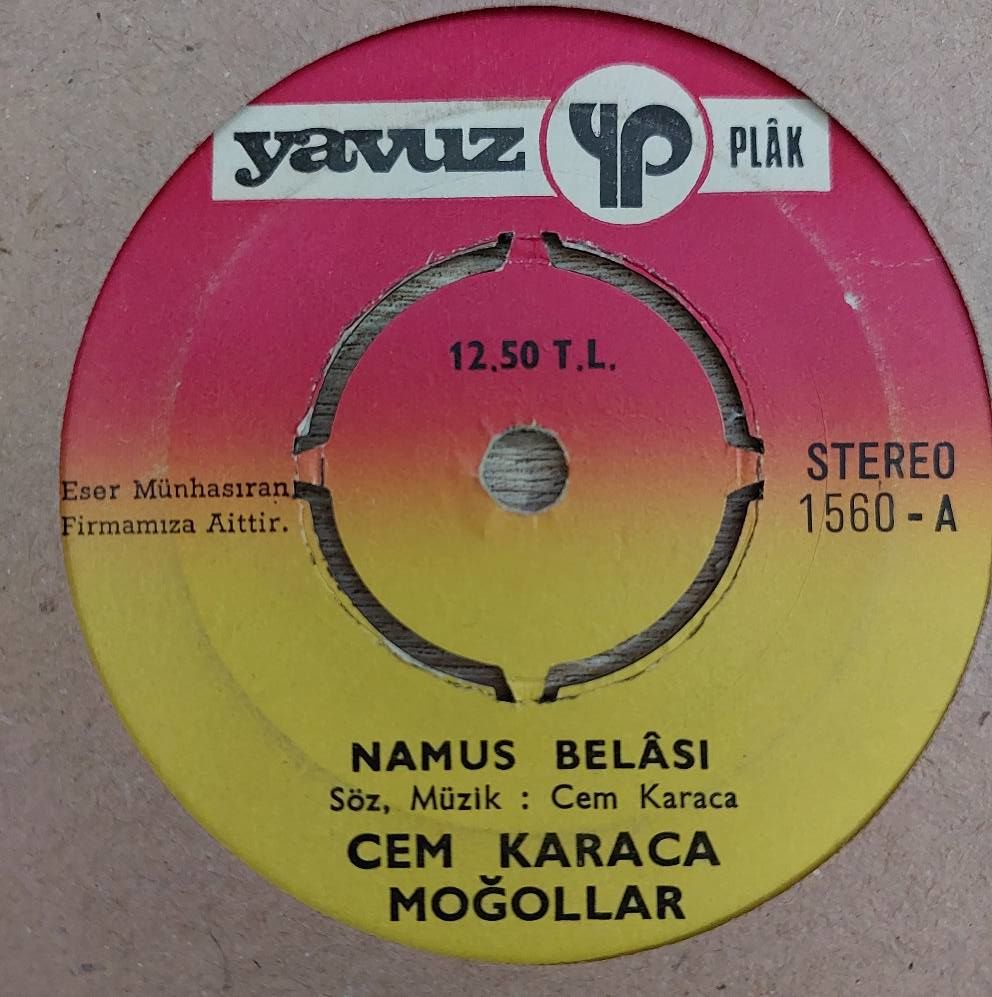 yavuz yp PLÂK
12.50 T.L.
STEREO
1560 - A
Eser Münhasıran
Firmamıza Aittir.
NAMUS BELÂSI
Söz, Müzik : Cem Karaca
CEM KARACA
MOĞOLLAR